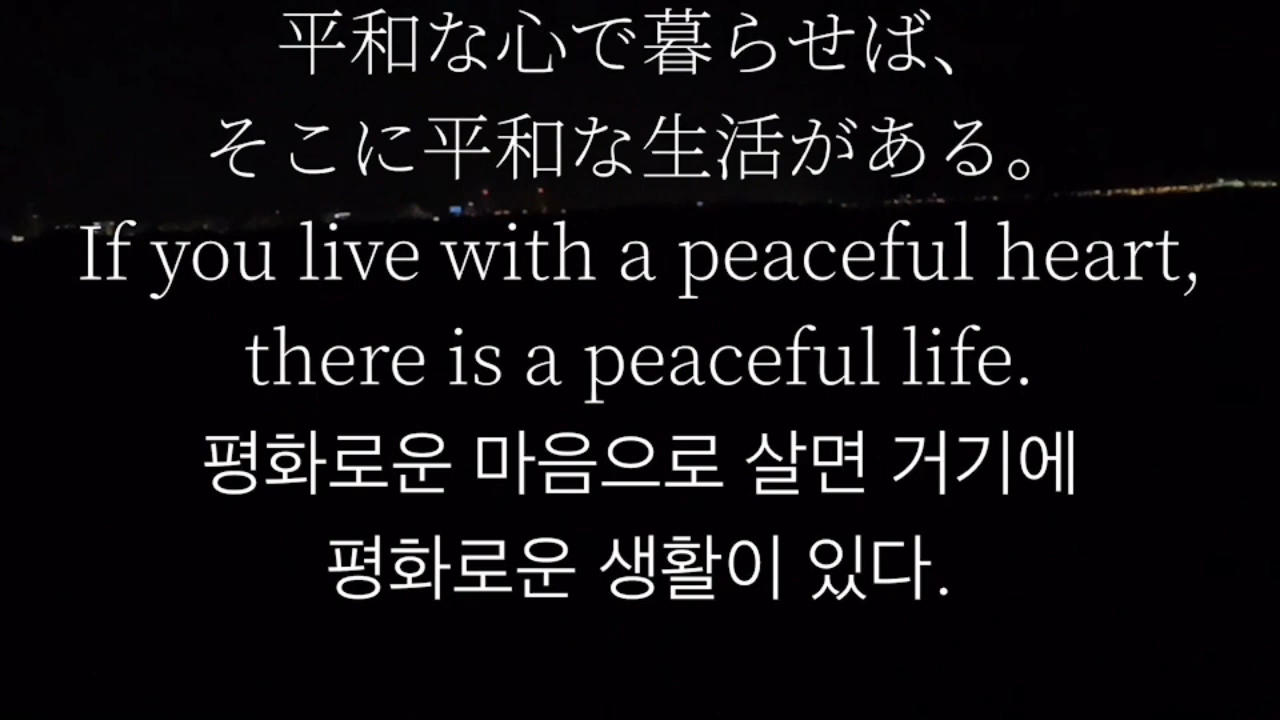 平和な心で暮らせば、
そこに平和な生活がある。
If you live with a peaceful heart,
there is a peaceful life.
평화로운 마음으로 살면 거기에
평화로운 생활이 있다.